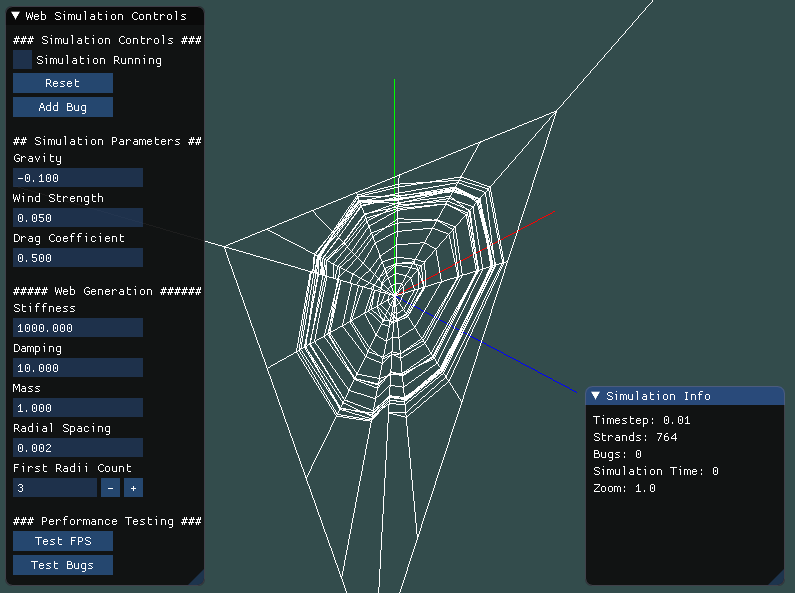 Web Simulation Controls
### Simulation Controls ###
Simulation Running
Reset
Add Bug
## Simulation Parameters ##
Gravity
-0.100
Wind Strength
0.050
Drag Coefficient
0.500
##### Web Generation ######
Stiffness
1000.000
Damping
10.000
Mass
1.000
Radial Spacing
0.002
First Radii Count
3 - +
### Performance Testing ###
Test FPS
Test Bugs
Simulation Info
Timestep: 0.01
Strands: 764
Bugs: 0
Simulation Time: 0
Zoom: 1.0